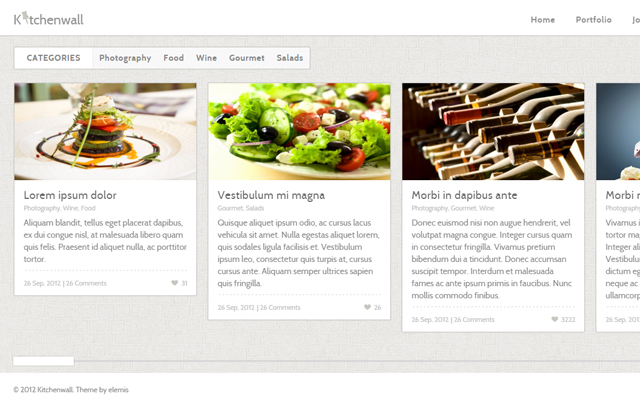 Kitchenwall
Home Portfolio
CATEGORIES Photography Food Wine Gourmet Salads
Lorem ipsum dolor
Photography, Wine, Food
Aliquam blandit, tellus eget placerat dapibus,
ex dui congue nisl, at malesuada libero quam
quis felis. Praesent id aliquet nulla, ac porttitor
tortor.
26 Sep, 2012 | 26 Comments 31
Vestibulum mi magna
Gourmet, Salads
Quisque aliquet ipsum odio, ac cursus lacus
vehicula sit amet. Nulla egestas aliquet lorem,
quis sodales ligula facilisis et. Vestibulum
ipsum leo, consectetur quis turpis at, cursus
cursus ante. Aliquam semper ultrices sapien
quis fringilla.
26 Sep, 2012 | 26 Comments 26
Morbi in dapibus ante
Photography, Gourmet, Wine
Donec euismod nisi non augue hendrerit, vel
volutpat magna congue. Integer cursus quam
in consectetur fringilla. Vivamus pretium
bibendum dui a tincidunt. Donec accumsan
suscipit tempor. Interdum et malesuada
fames ac ante ipsum primis in faucibus. Nunc
mollis commodo finibus.
26 Sep, 2012 | 26 Comments 3222
Morbi
Photography
Vivamus
tortor
Integer
Vestibulum
dictum
neque ac
ullamcorp
26 Sep, 2012
© 2012 Kitchenwall. Theme by elemis